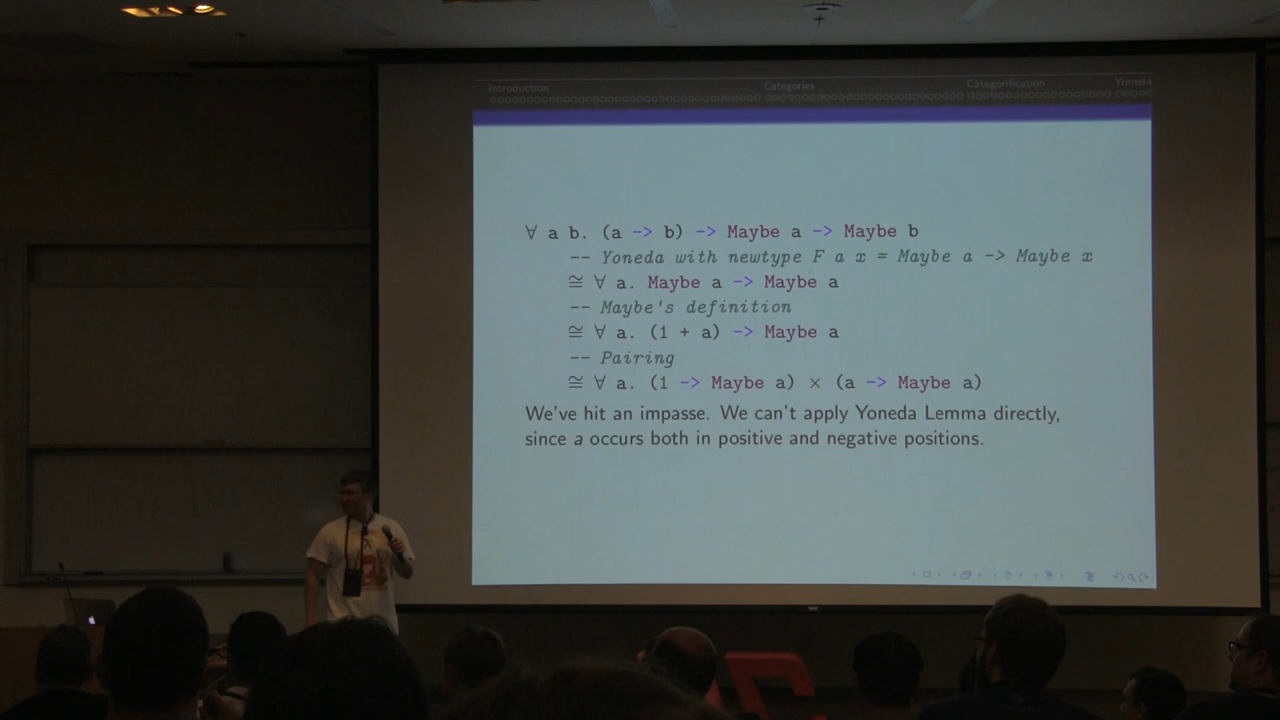 Introduction Categories Categorification Yoneda
∀ a b. (a -> b) -> Maybe a -> Maybe b
-- Yoneda with newtype F a x = Maybe a -> Maybe x
≅ ∀ a. Maybe a -> Maybe a
-- Maybe's definition
≅ ∀ a. (1 + a) -> Maybe a
-- Pairing
≅ ∀ a. (1 -> Maybe a) × (a -> Maybe a)
We've hit an impasse. We can't apply Yoneda Lemma directly,
since a occurs both in positive and negative positions.